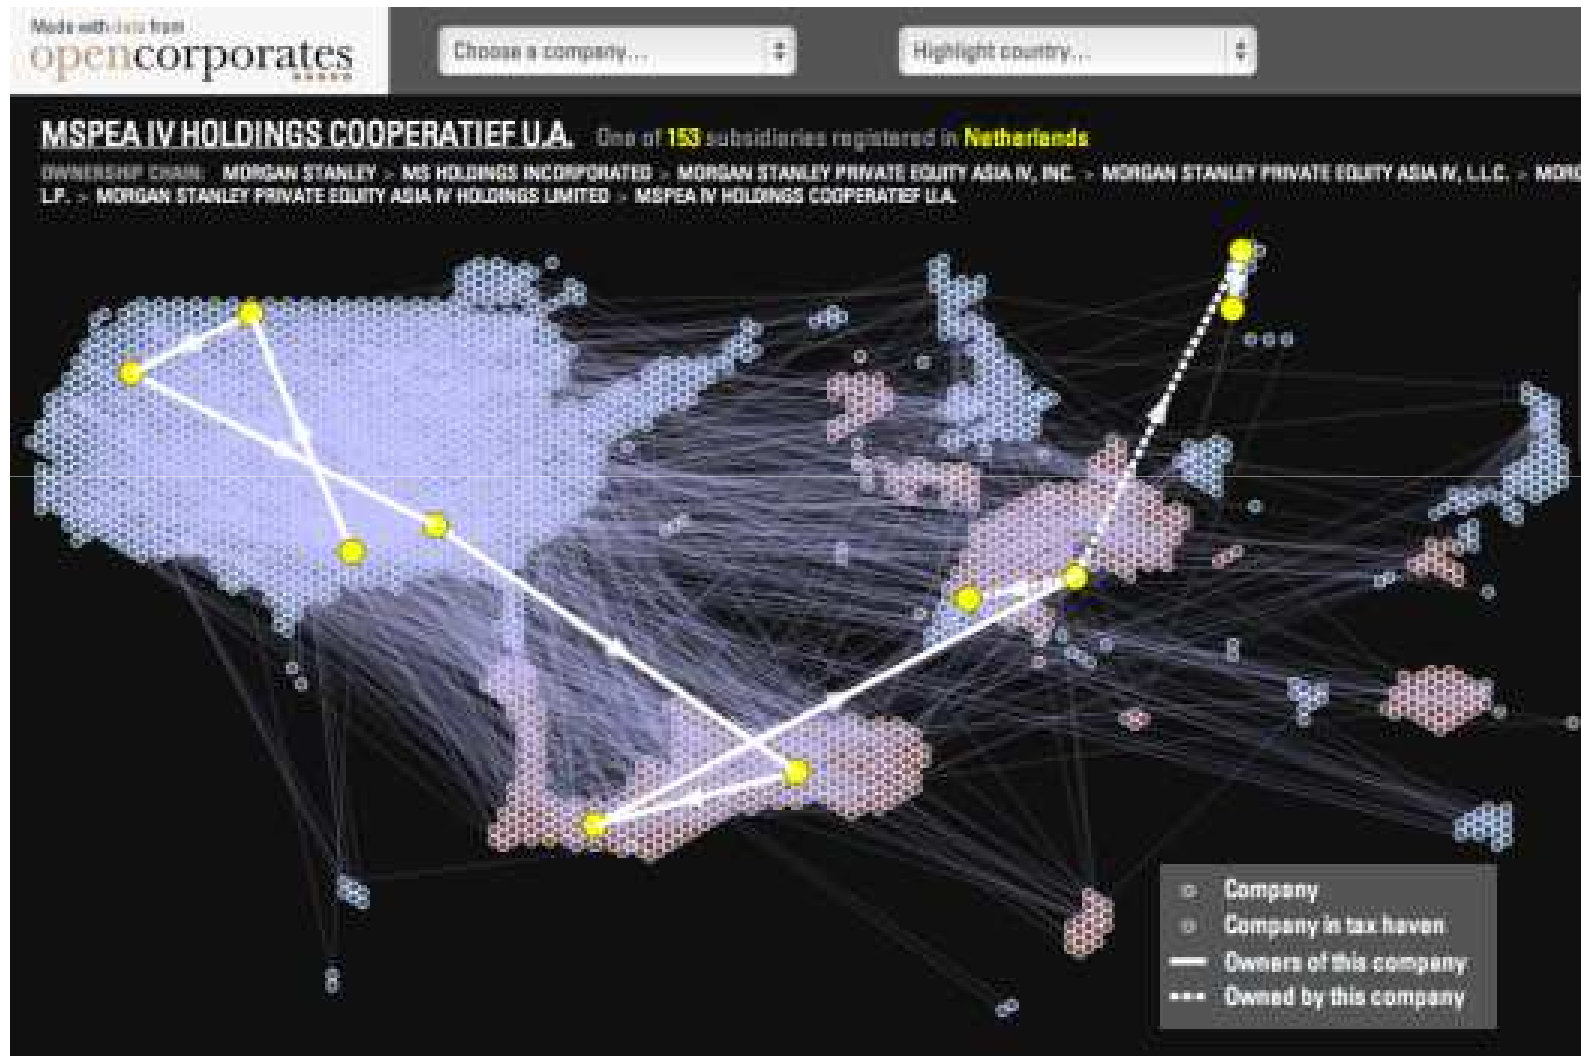 Made with data from
opencorporates
Choose a company...
Highlight country...
MSPEA IV HOLDINGS COOPERATIEF U.A. One of 153 subsidiaries registered in Netherlands
OWNERSHIP CHAIN: MORGAN STANLEY > MS HOLDINGS INCORPORATED > MORGAN STANLEY PRIVATE EQUITY ASIA IV, INC. > MORGAN STANLEY PRIVATE EQUITY ASIA IV, L.L.C. > MORG
L.P. > MORGAN STANLEY PRIVATE EQUITY ASIA IV HOLDINGS LIMITED > MSPEA IV HOLDINGS COOPERATIEF U.A.
Company
Company in tax haven
Owners of this company
Owned by this company